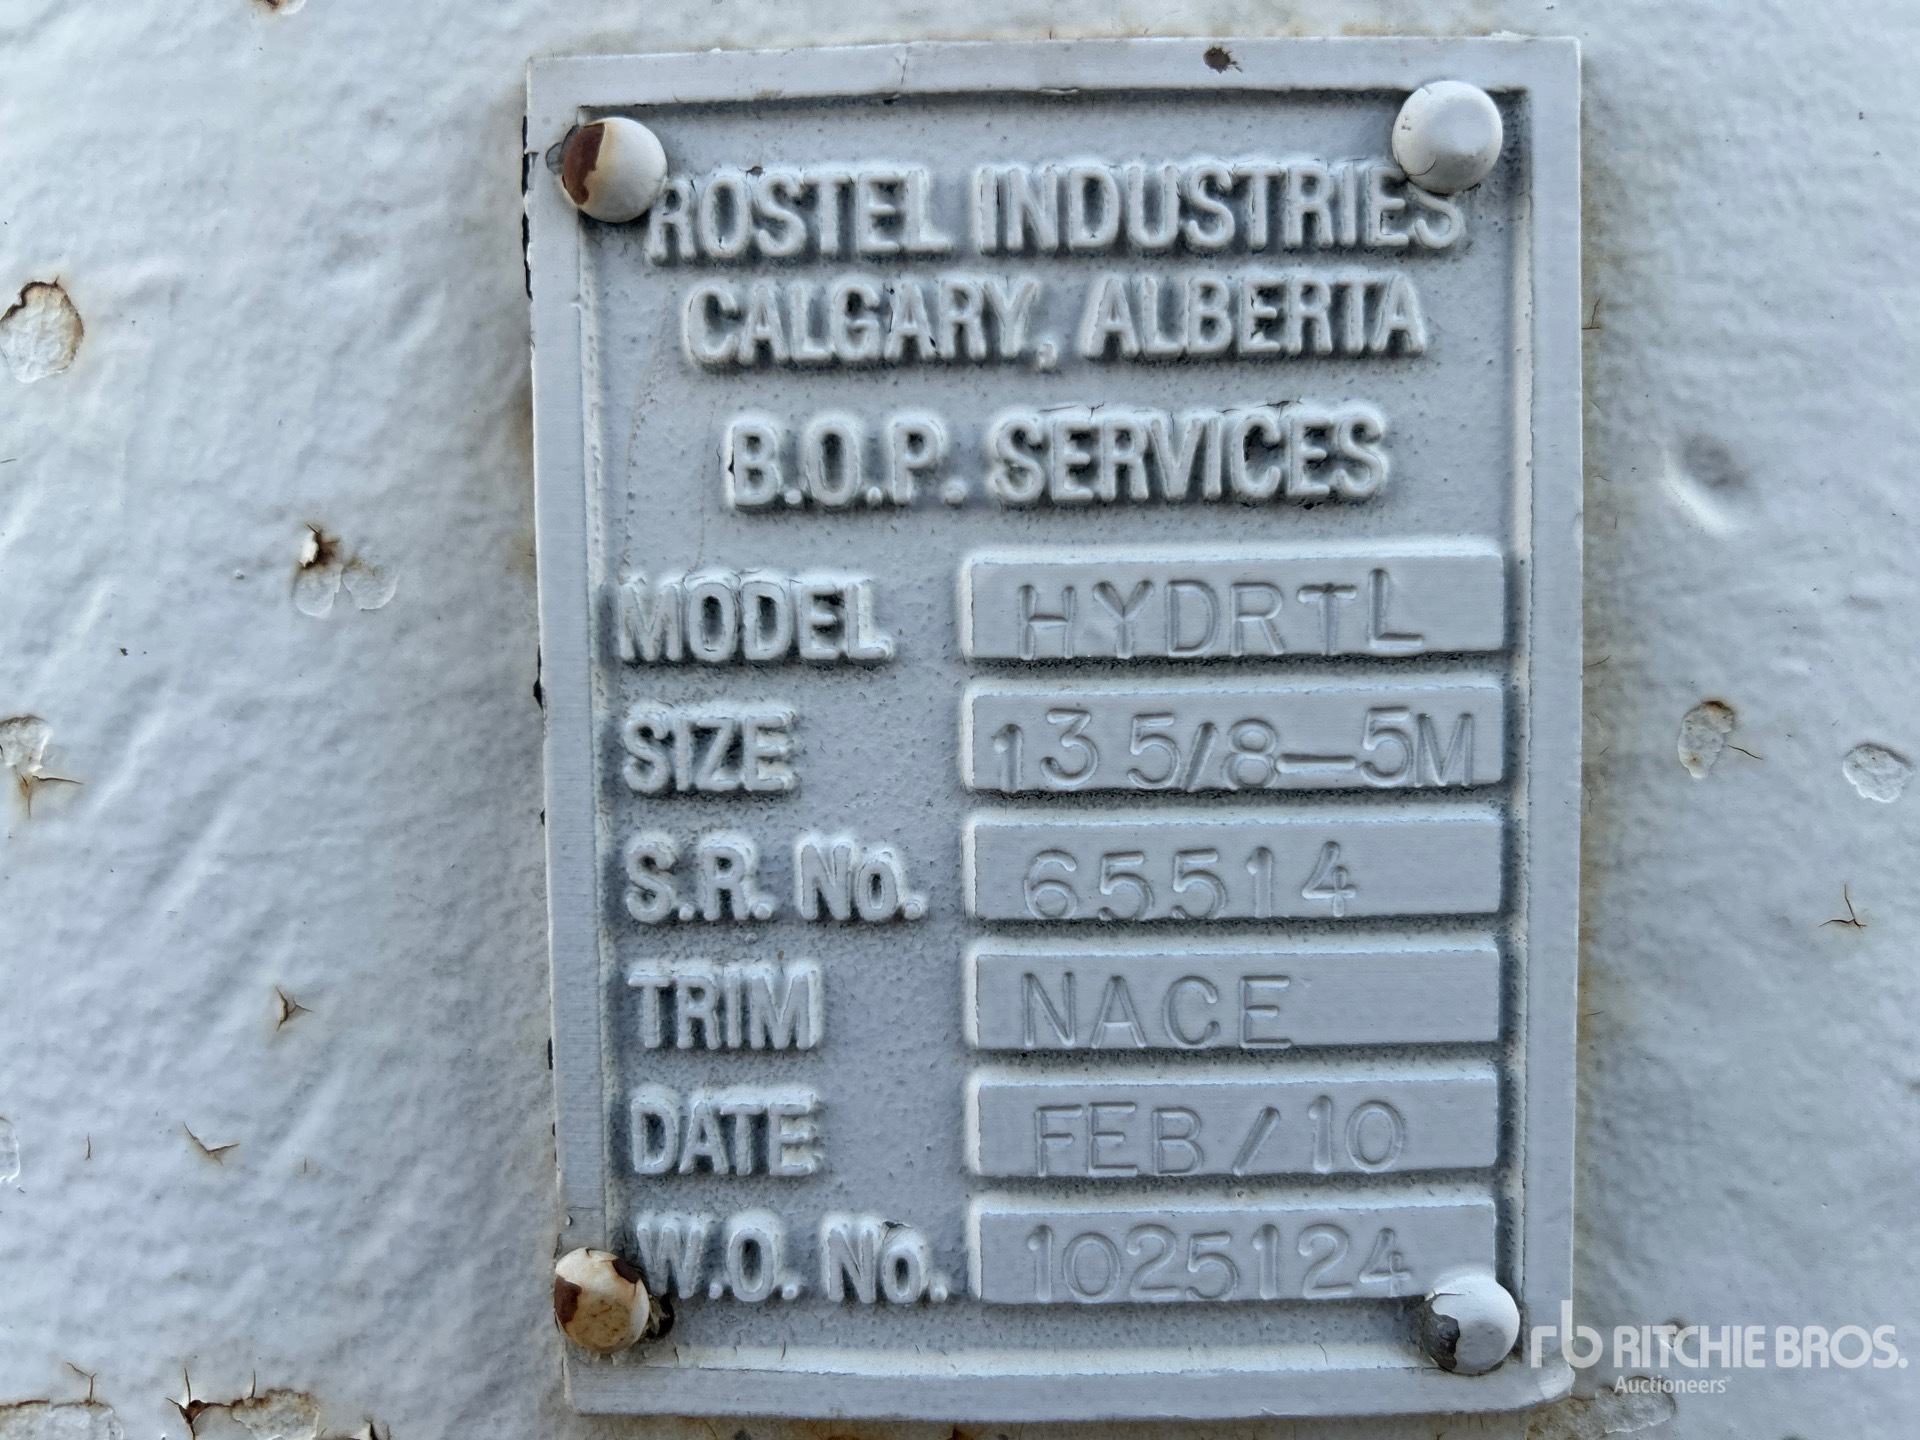 ROSTEL INDUSTRIES
CALGARY, ALBERTA
B.O.P. SERVICES
MODEL HYDRTL
SIZE 13 5/8-5M
S.R. No. 65514
TRIM NACE
DATE FEB/10
W.O. No. 1025124
rb RITCHIE BROS.
Auctioneers